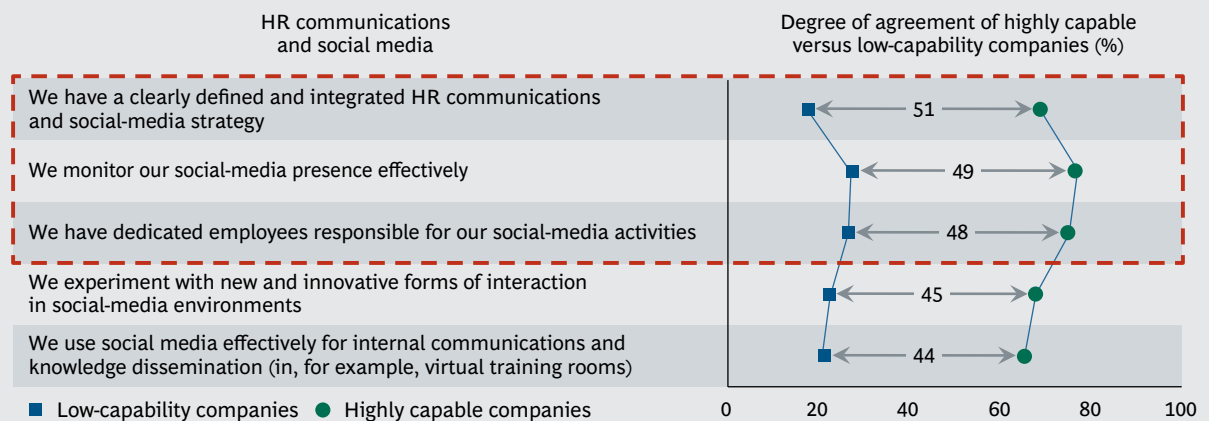 HR communications
and social media
Degree of agreement of highly capable
versus low-capability companies (%)
We have a clearly defined and integrated HR communications
and social-media strategy
51
We monitor our social-media presence effectively
49
We have dedicated employees responsible for our social-media activities
48
We experiment with new and innovative forms of interaction
in social-media environments
45
We use social media effectively for internal communications and
knowledge dissemination (in, for example, virtual training rooms)
44
Low-capability companies
Highly capable companies
0 20 40 60 80 100